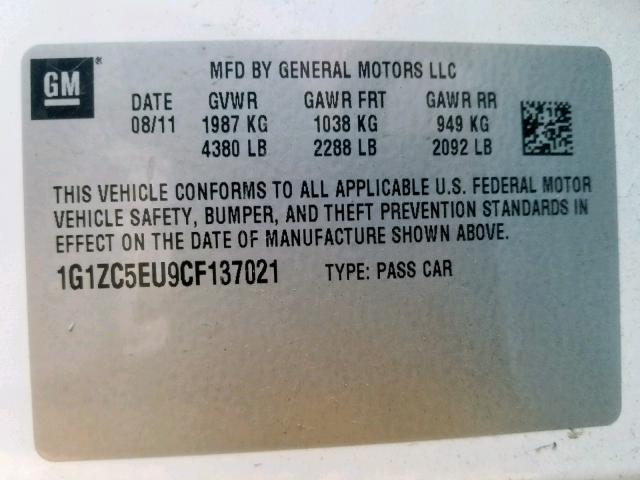 GM®
MFD BY GENERAL MOTORS LLC
DATE GVWR GAWR FRT GAWR RR
08/11 1987 KG 1038 KG 949 KG
4380 LB 2288 LB 2092 LB
THIS VEHICLE CONFORMS TO ALL APPLICABLE U.S. FEDERAL MOTOR
VEHICLE SAFETY, BUMPER, AND THEFT PREVENTION STANDARDS IN
EFFECT ON THE DATE OF MANUFACTURE SHOWN ABOVE.
1G1ZC5EU9CF137021 TYPE: PASS CAR